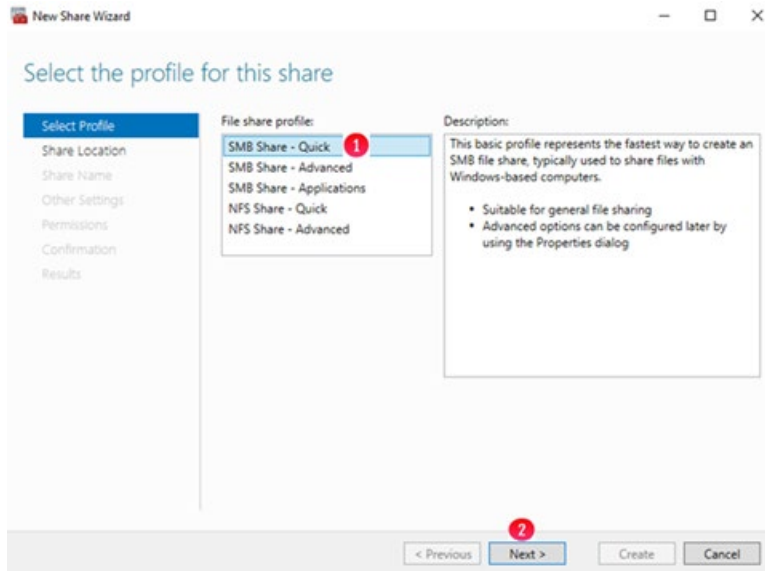 New Share Wizard
Select the profile for this share
Select Profile
Share Location
Share Name
Other Settings
Permissions
Confirmation
Results
File share profile:
SMB Share - Quick 1
SMB Share - Advanced
SMB Share - Applications
NFS Share - Quick
NFS Share - Advanced
Description:
This basic profile represents the fastest way to create an
SMB file share, typically used to share files with
Windows-based computers.
• Suitable for general file sharing
• Advanced options can be configured later by
using the Properties dialog
2
< Previous Next > Create Cancel